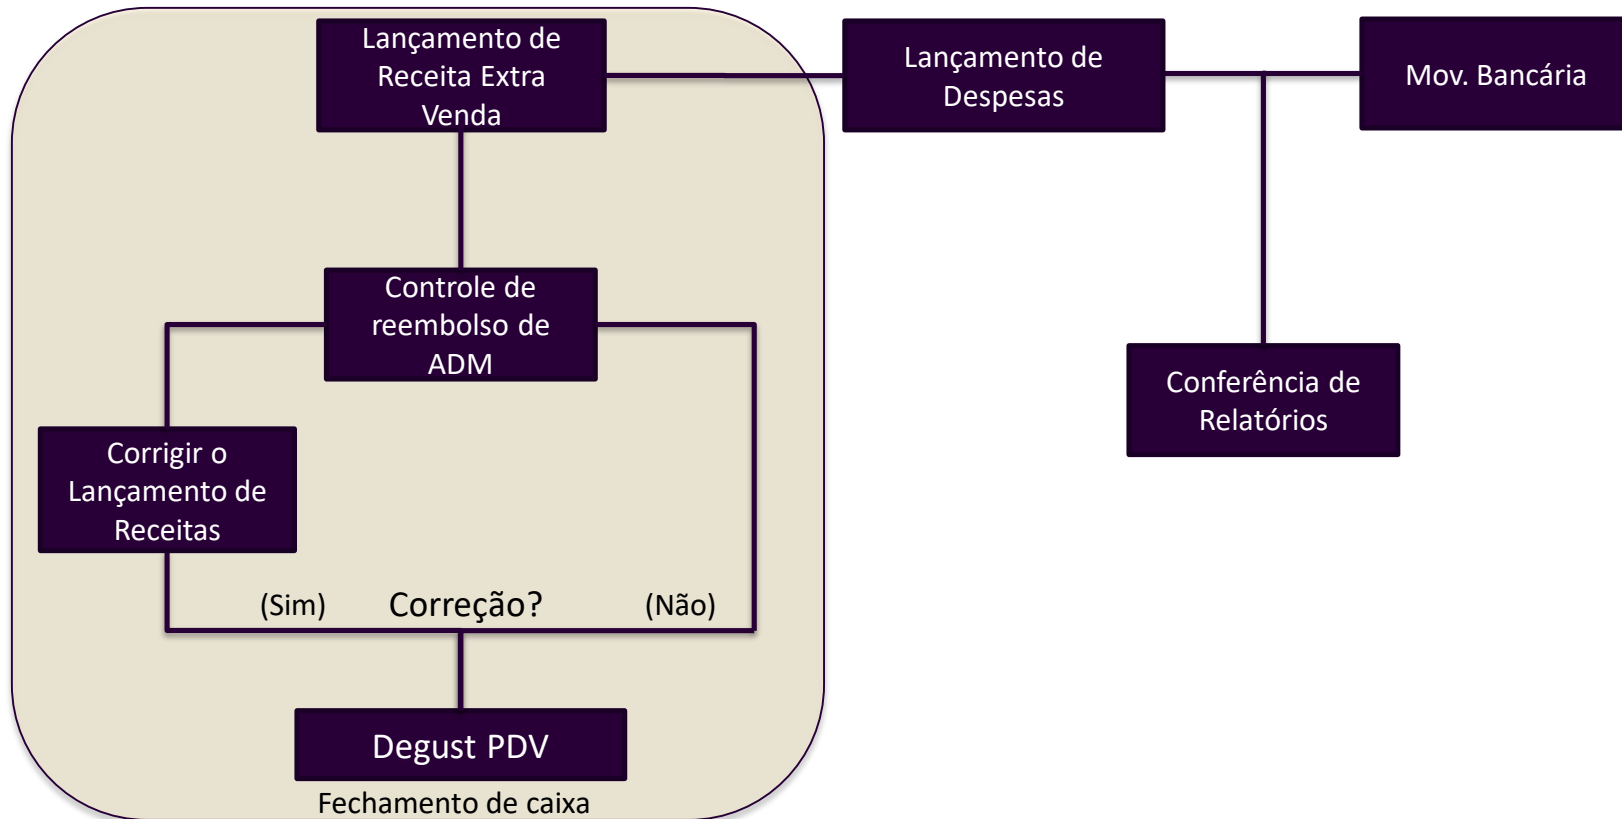 Lançamento de
Receita Extra
Venda
Lançamento de
Despesas
Mov. Bancária
Controle de
reembolso de
ADM
Conferência de
Relatórios
Corrigir o
Lançamento de
Receitas
(Sim)
Correção?
(Não)
Degust PDV
Fechamento de caixa